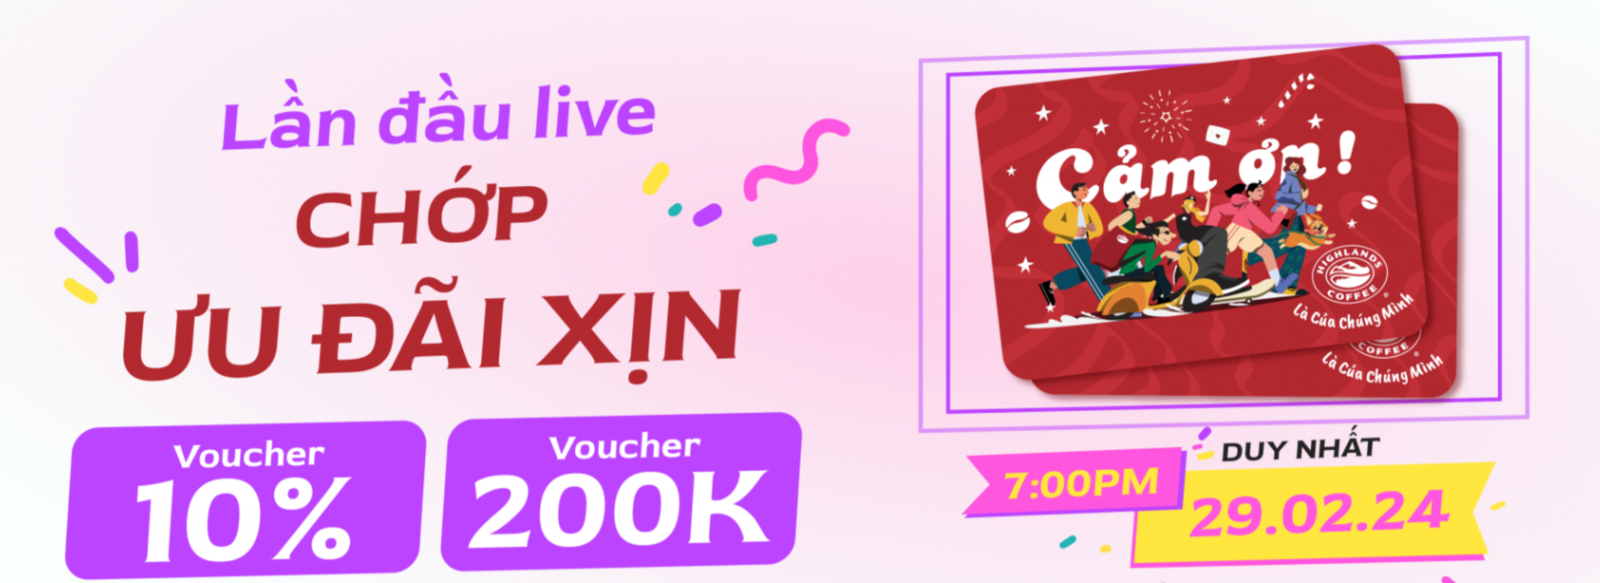 Lần đầu live
CHỚP
ƯU ĐÃI XỊN
Voucher
10%
Voucher
200K
Cảm ơn!
HIGHLANDS
COFFEE
®
Là Của Chúng Mình
COFFEE
®
Là Của Chúng Mình
7:00PM
DUY NHẤT
29.02.24